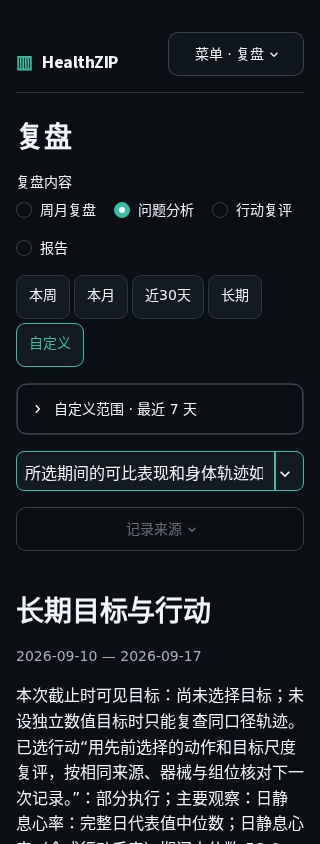 HealthZIP
菜单 · 复盘
复盘
复盘内容
周月复盘
问题分析
行动复评
报告
本周
本月
近30天
长期
自定义
自定义范围 · 最近 7 天
所选期间的可比表现和身体轨迹如
记录来源
长期目标与行动
2026-09-10 — 2026-09-17
本次截止时可见目标：尚未选择目标；未
设独立数值目标时只能复查同口径轨迹。
已选行动“用先前选择的动作和目标尺度
复评，按相同来源、器械与组位核对下一
次记录。”：部分执行；主要观察：日静
息心率：完整日代表值中位数；日静息心